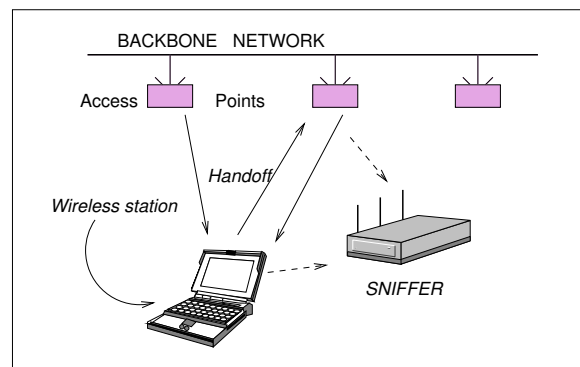 BACKBONE NETWORK
Access Points
Handoff
Wireless station
SNIFFER